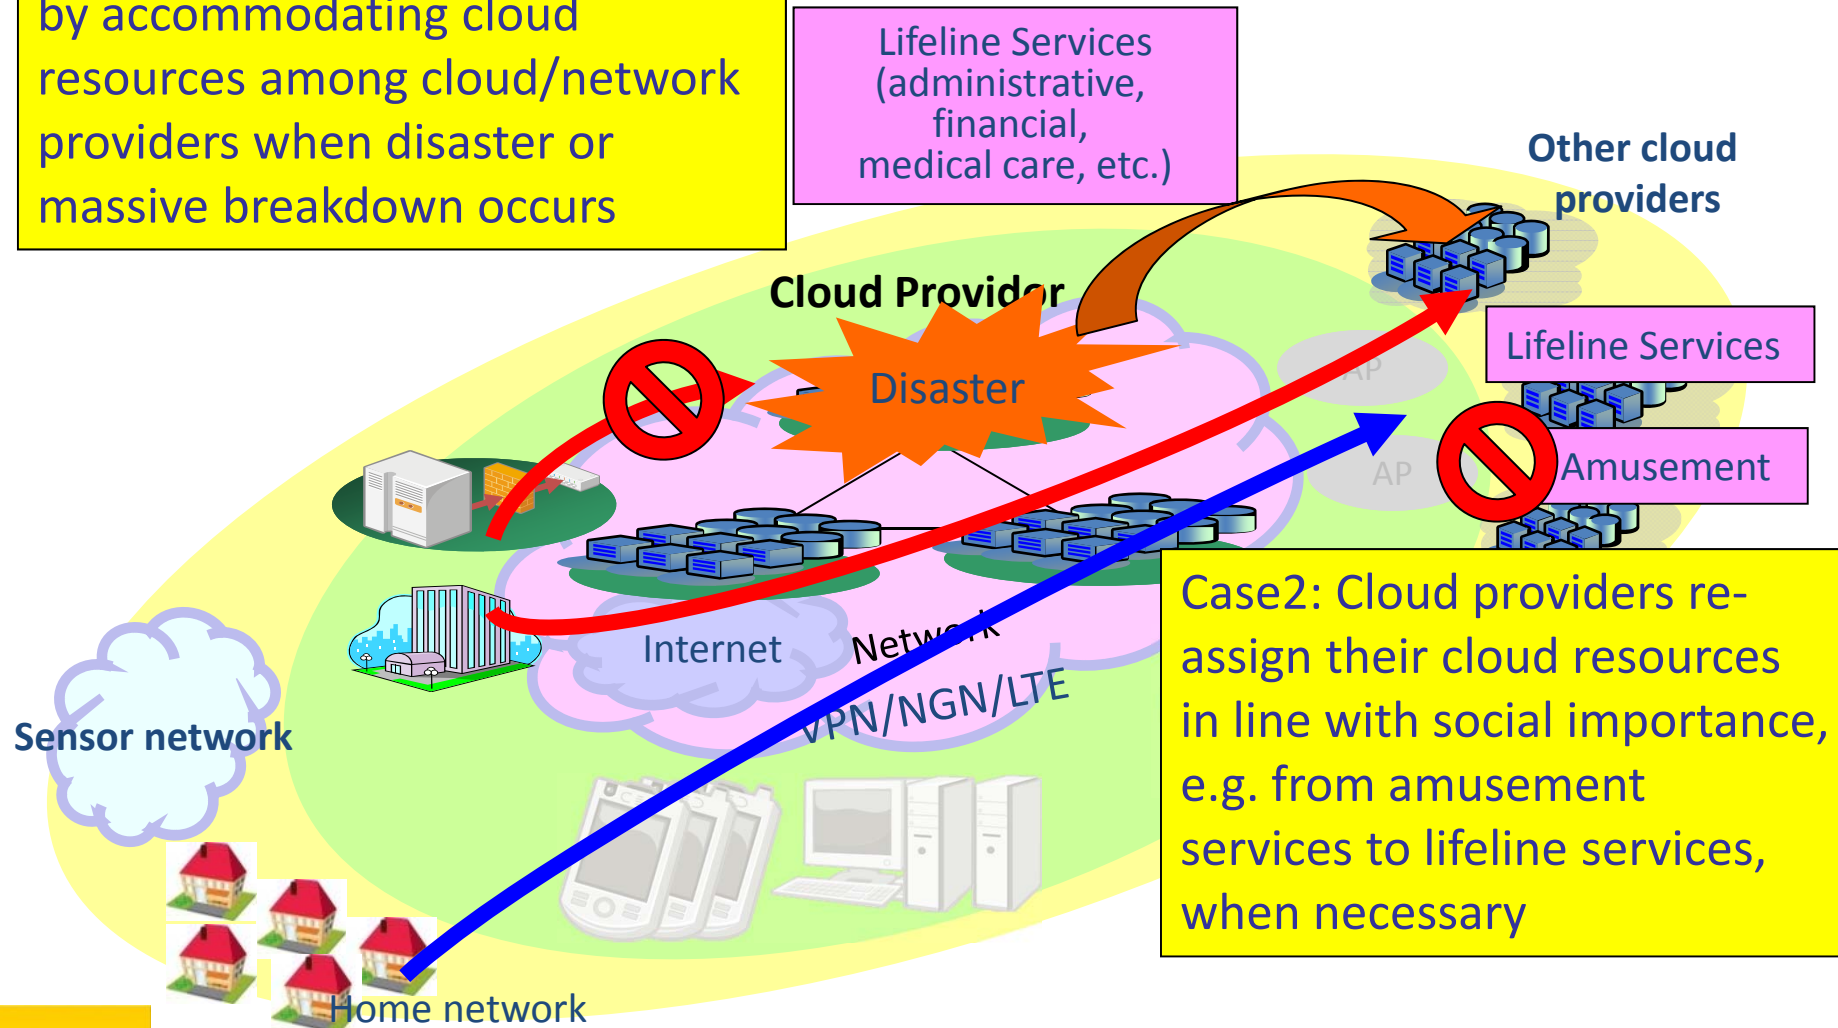 by accommodating cloud
resources among cloud/network
providers when disaster or
massive breakdown occurs
Lifeline Services
(administrative,
financial,
medical care, etc.)
Other cloud
providers
Cloud Provider
Disaster
AP
Lifeline Services
AP
Amusement
Internet
Network
VPN/NGN/LTE
Sensor network
Case2: Cloud providers re-
assign their cloud resources
in line with social importance,
e.g. from amusement
services to lifeline services,
when necessary
Home network